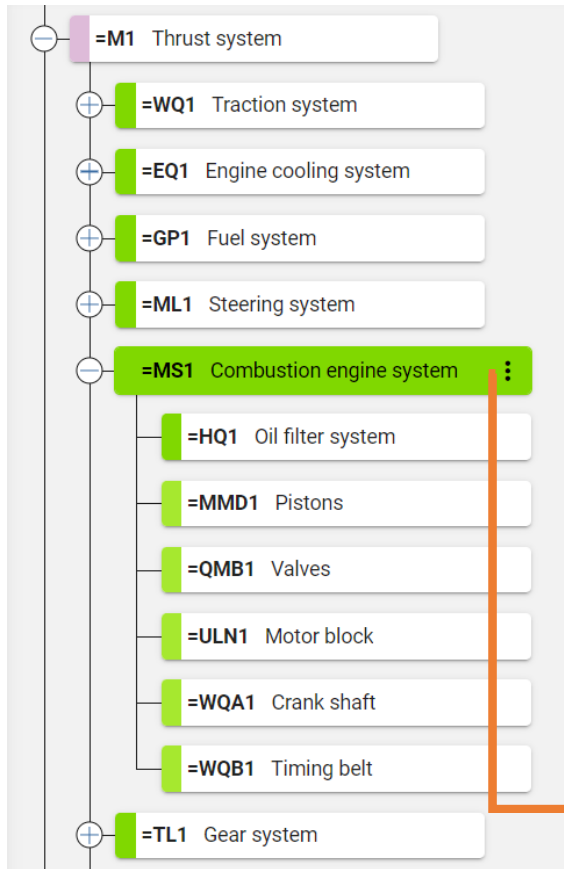 =M1 Thrust system
=WQ1 Traction system
=EQ1 Engine cooling system
=GP1 Fuel system
=ML1 Steering system
=MS1 Combustion engine system
=HQ1 Oil filter system
=MMD1 Pistons
=QMB1 Valves
=ULN1 Motor block
=WQA1 Crank shaft
=WQB1 Timing belt
=TL1 Gear system